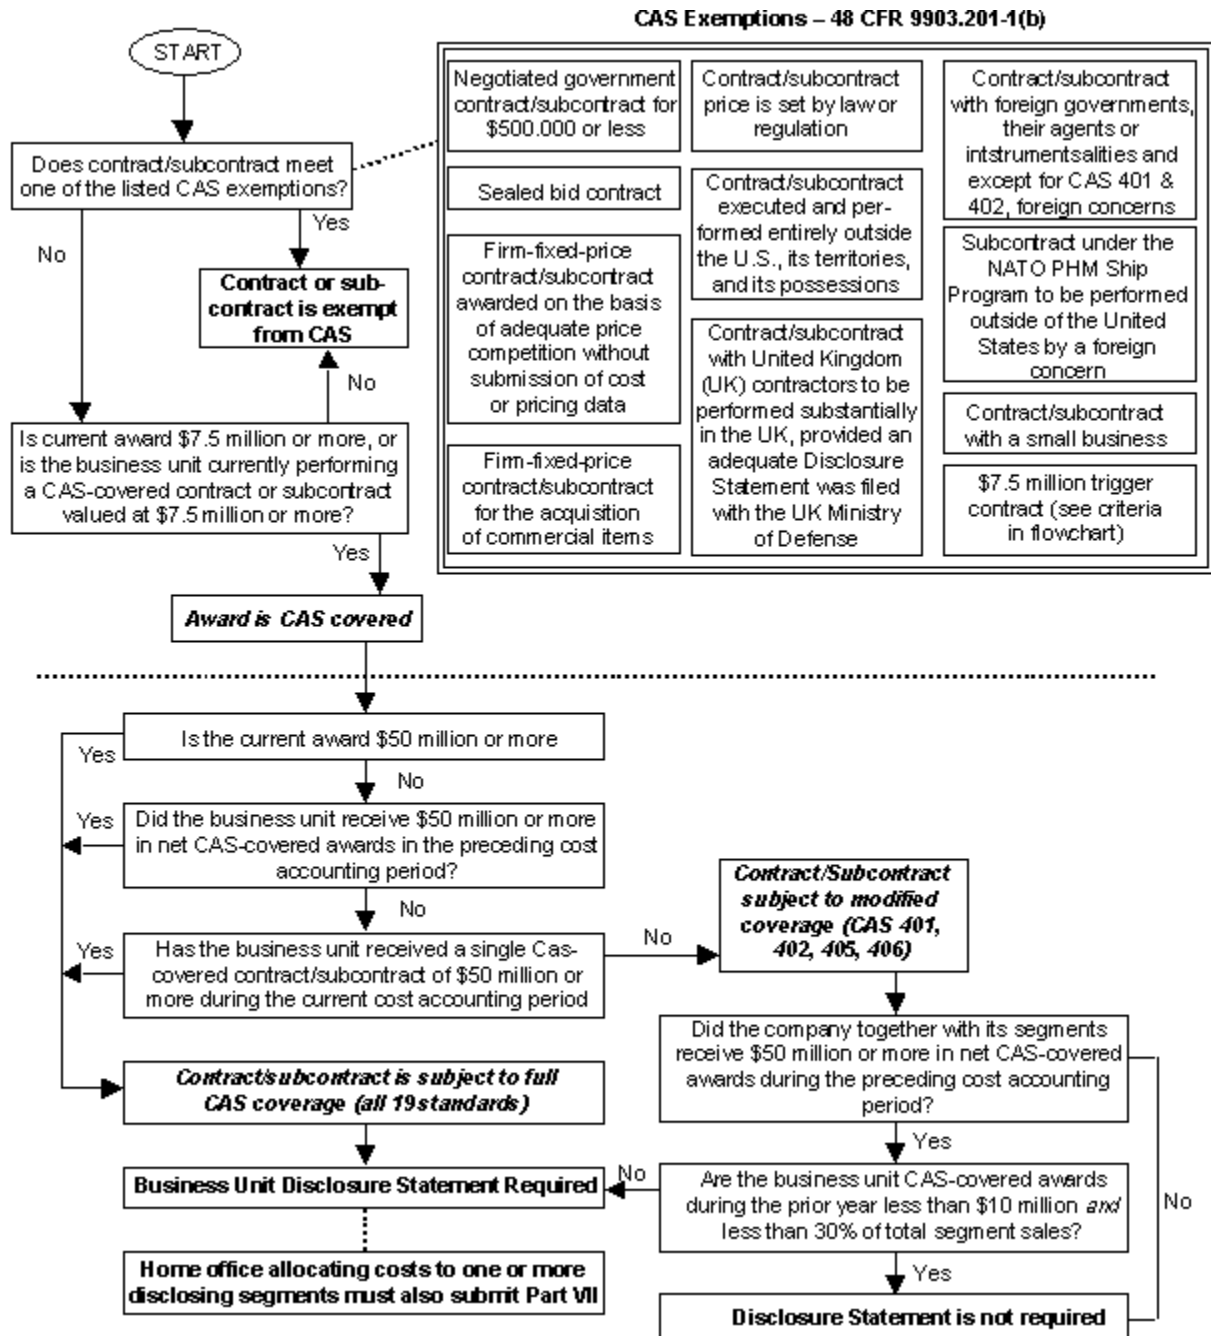 CAS Exemptions – 48 CFR 9903.201-1(b)
START
Does contract/subcontract meet
one of the listed CAS exemptions?
No
Yes
Contract or sub-
contract is exempt
from CAS
No
Is current award $7.5 million or more, or
is the business unit currently performing
a CAS-covered contract or subcontract
valued at $7.5 million or more?
Yes
Award is CAS covered
Negotiated government
contract/subcontract for
$500.000 or less
Sealed bid contract
Firm-fixed-price
contract/subcontract
awarded on the basis
of adequate price
competition without
submission of cost
or pricing data
Firm-fixed-price
contract/subcontract
for the acquisition
of commercial items
Contract/subcontract
price is set by law or
regulation
Contract/subcontract
executed and per-
formed entirely outside
the U.S., its territories,
and its possessions
Contract/subcontract
with United Kingdom
(UK) contractors to be
performed substantially
in the UK, provided an
adequate Disclosure
Statement was filed
with the UK Ministry
of Defense
Contract/subcontract
with foreign governments,
their agents or
intstrumentsalities and
except for CAS 401 &
402, foreign concerns
Subcontract under the
NATO PHM Ship
Program to be performed
outside of the United
States by a foreign
concern
Contract/subcontract
with a small business
$7.5 million trigger
contract (see criteria
in flowchart)
Is the current award $50 million or more
Yes
No
Did the business unit receive $50 million or more
in net CAS-covered awards in the preceding cost
accounting period?
Yes
No
Has the business unit received a single Cas-
covered contract/subcontract of $50 million or
more during the current cost accounting period
Yes
No
Contract/Subcontract
subject to modified
coverage (CAS 401,
402, 405, 406)
Contract/subcontract is subject to full
CAS coverage (all 19 standards)
Did the company together with its segments
receive $50 million or more in net CAS-covered
awards during the preceding cost accounting
period?
Yes
No
Business Unit Disclosure Statement Required
No
Are the business unit CAS-covered awards
during the prior year less than $10 million and
less than 30% of total segment sales?
Yes
Home office allocating costs to one or more
disclosing segments must also submit Part VII
Disclosure Statement is not required